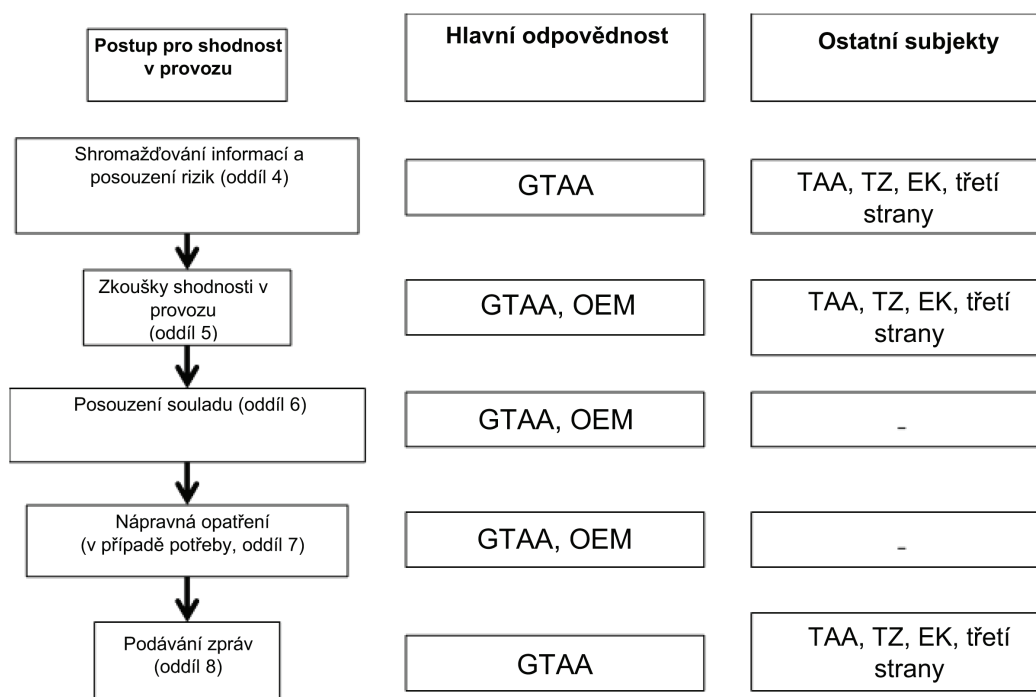 Postup pro shodnost
v provozu
Hlavní odpovědnost
Ostatní subjekty
Shromažďování informací a
posouzení rizik (oddíl 4)
GTAA
TAA, TZ, EK, třetí
strany
Zkoušky shodnosti v
provozu
(oddíl 5)
GTAA, OEM
TAA, TZ, EK, třetí
strany
Posouzení souladu (oddíl 6)
GTAA, OEM
-
Nápravná opatření
(v případě potřeby, oddíl 7)
GTAA, OEM
-
Podávání zpráv
(oddíl 8)
GTAA
TAA, TZ, EK, třetí
strany